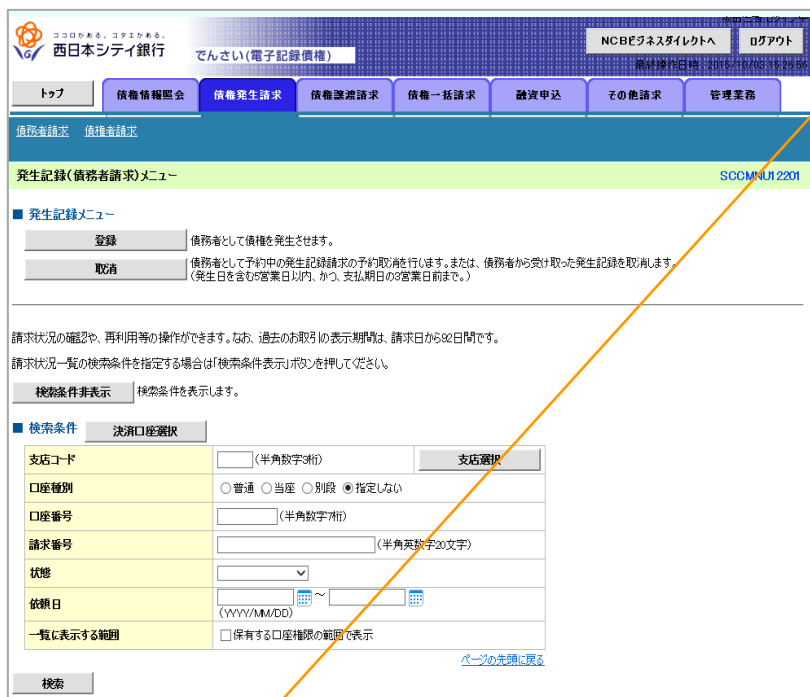 ココロがある。コタエがある。
西日本シティ銀行
でんさい(電子記録債権)
NCBビジネスダイレクトへ ログアウト
最終操作日時:2015/10/03 15:26:56
トップ 債権情報照会 債権発生請求 債権譲渡請求 債権一括請求 融資申込 その他請求 管理業務
債務者請求 債権者請求
発生記録(債務者請求)メニュー SCCMNU12201
■ 発生記録メニュー
登録 債務者として債権を発生させます。
取消 債務者として予約中の発生記録請求の予約取消を行います。または、債務者から受け取った発生記録を取消します。
(発生日を含む5営業日以内、かつ、支払期日の3営業日前まで。)
請求状況の確認や、再利用等の操作ができます。なお、過去のお取引の表示期間は、請求日から92日間です。
請求状況一覧の検索条件を指定する場合は「検索条件表示」ボタンを押してください。
検索条件非表示 検索条件を表示します。
■ 検索条件 決済口座選択
支店コード (半角数字3桁) 支店選択
口座種別 ○普通 ○当座 ○別段 ◉指定しない
口座番号 (半角数字7桁)
請求番号 (半角英数字20文字)
状態
依頼日 ~
(YYYY/MM/DD)
一覧に表示する範囲 □保有する口座権限の範囲で表示
ページの先頭に戻る
検索